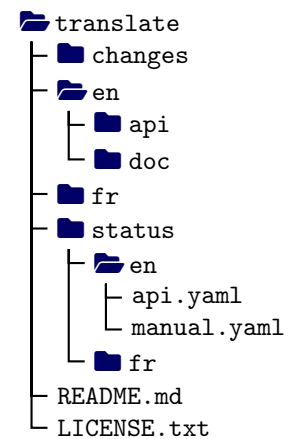 translate
changes
en
api
doc
fr
status
en
api.yaml
manual.yaml
fr
README.md
LICENSE.txt